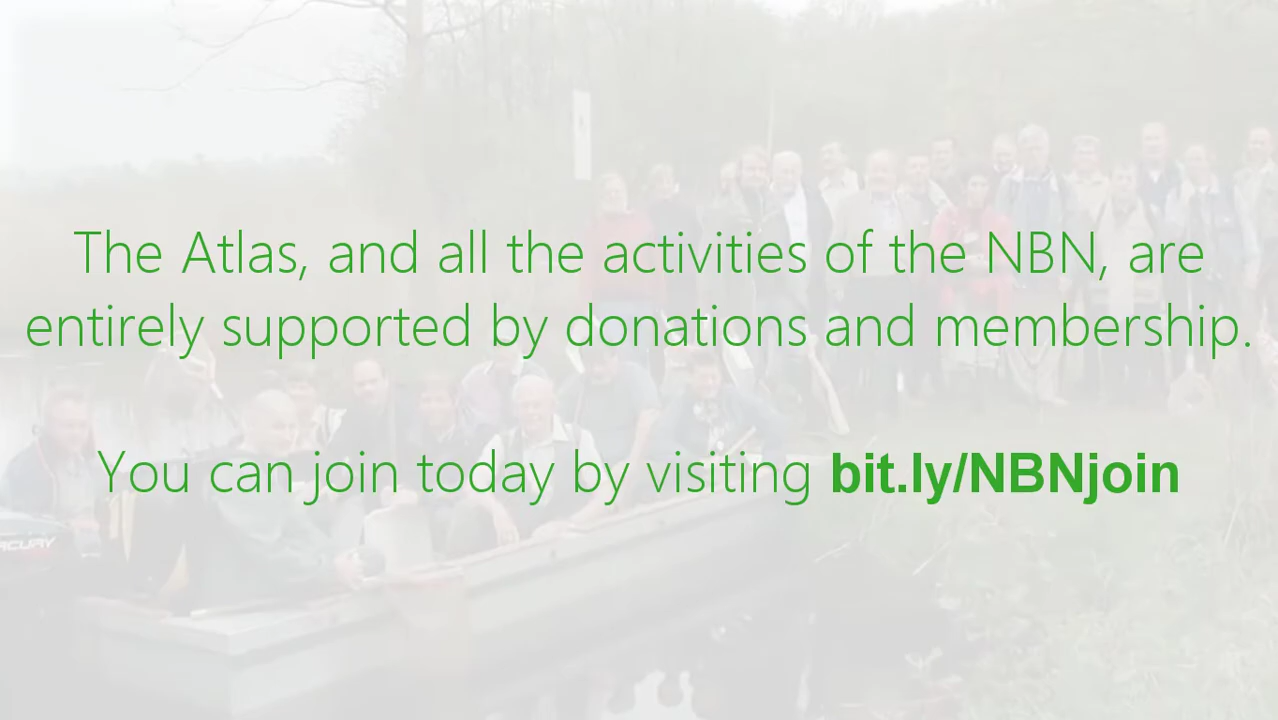 The Atlas, and all the activities of the NBN, are
entirely supported by donations and membership.
You can join today by visiting bit.ly/NBNjoin
RCURY